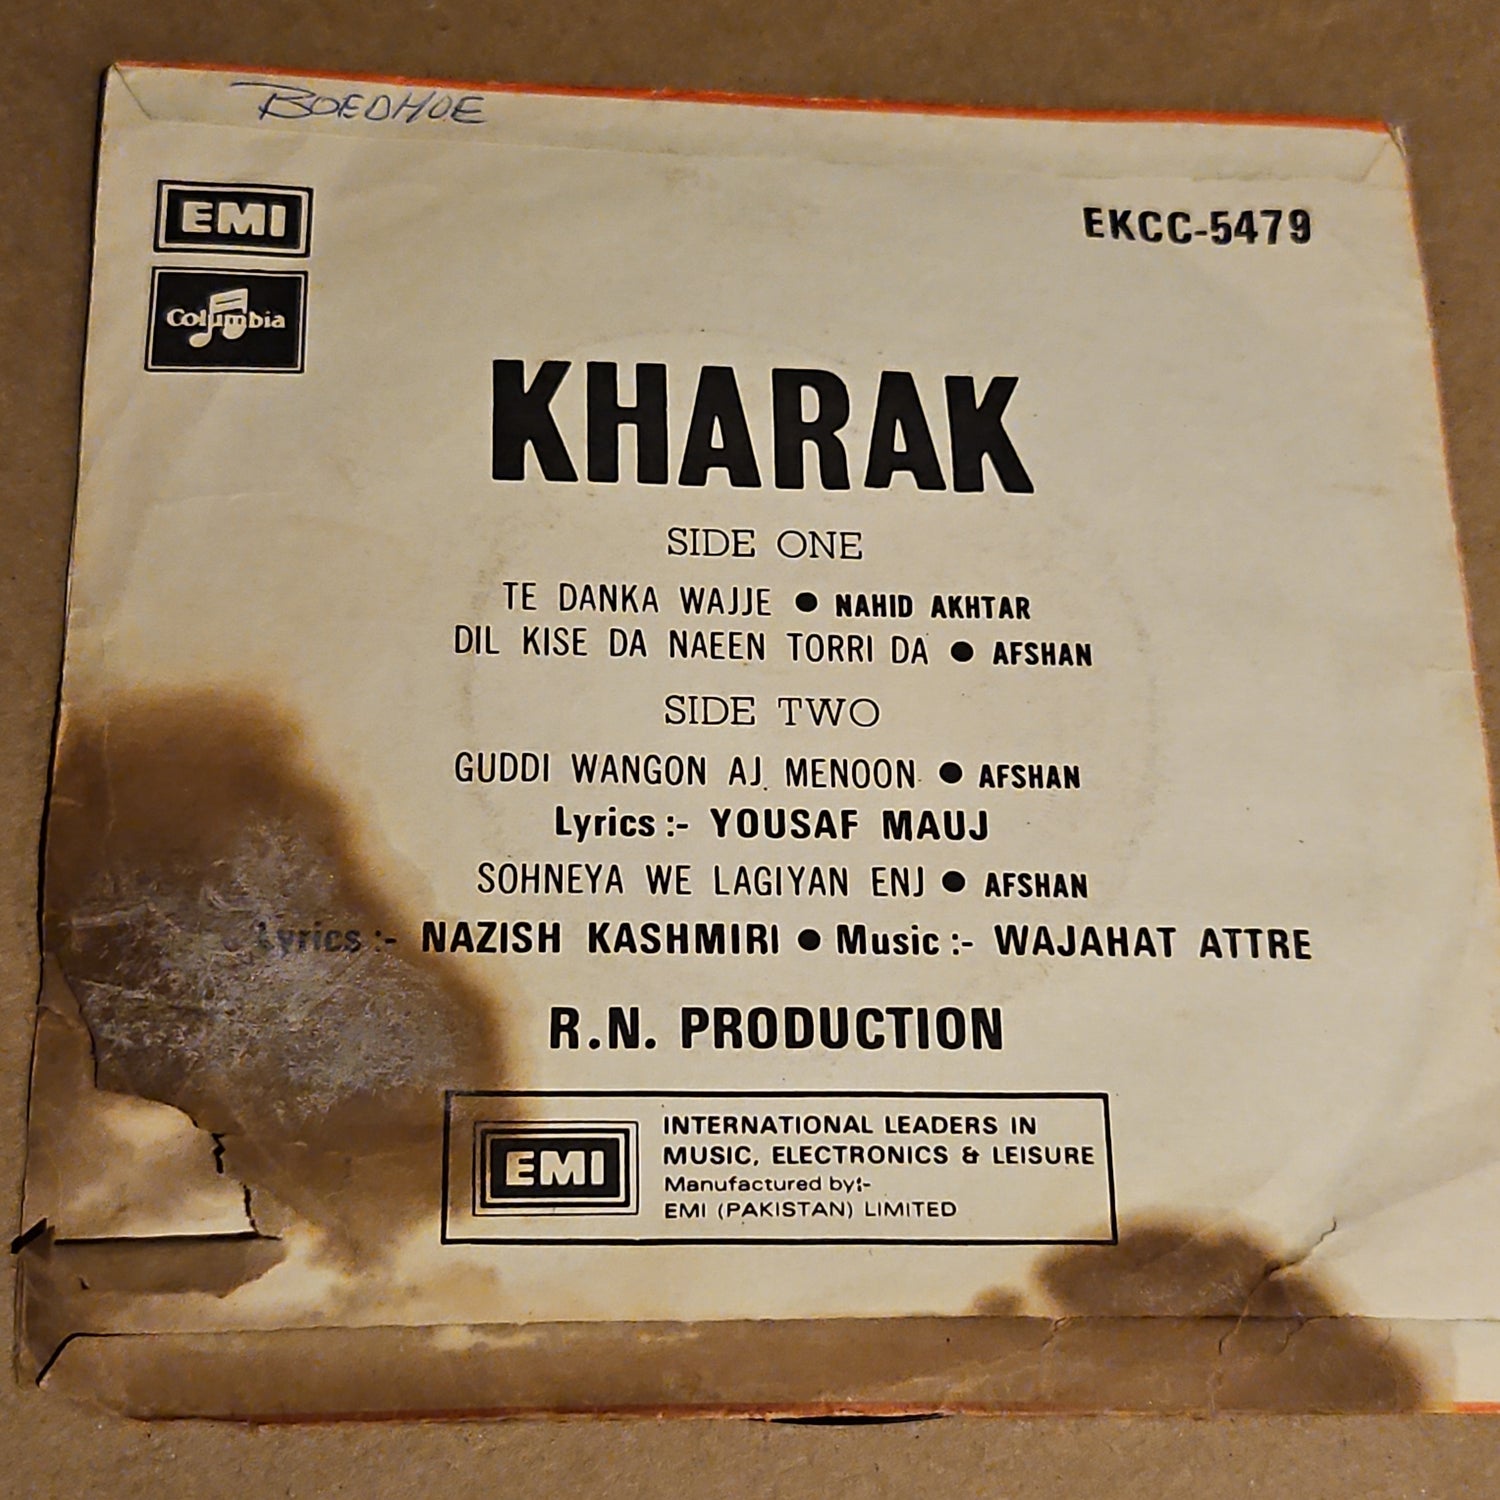 BOEDHOE
EMI
EKCC-5479
Columbia
KHARAK
SIDE ONE
TE DANKA WAJJE ● NAHID AKHTAR
DIL KISE DA NAEEN TORRI DA ● AFSHAN
SIDE TWO
GUDDI WANGON AJ MENOON ● AFSHAN
Lyrics :- YOUSAF MAUJ
SOHNEYA WE LAGIYAN ENJ ● AFSHAN
Lyrics :- NAZISH KASHMIRI ● Music :- WAJAHAT ATTRE
R.N. PRODUCTION
EMI
INTERNATIONAL LEADERS IN
MUSIC, ELECTRONICS & LEISURE
Manufactured by:-
EMI (PAKISTAN) LIMITED